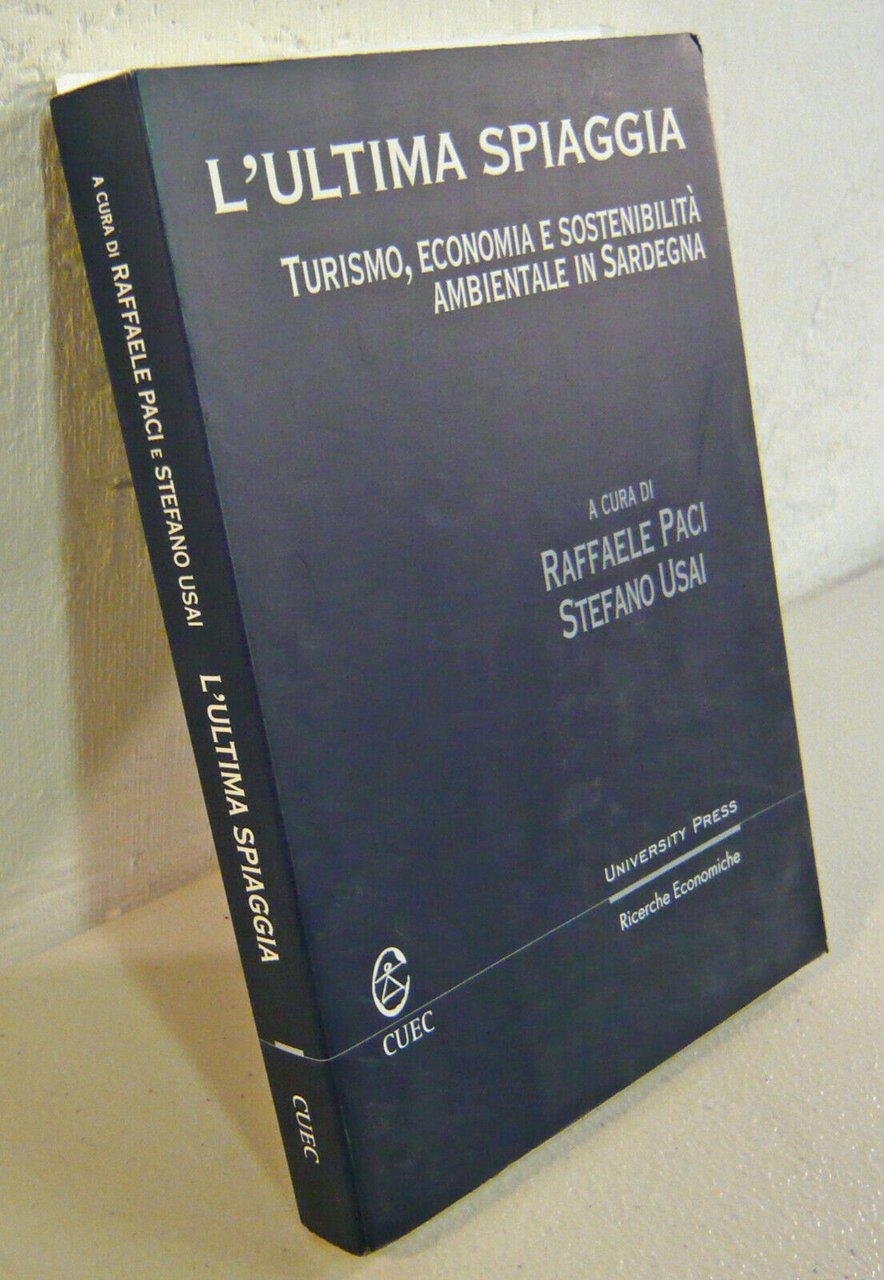 L'ULTIMA SPIAGGIA
TURISMO, ECONOMIA E SOSTENIBILITÀ
AMBIENTALE IN SARDEGNA
A CURA DI
RAFFAELE PACI
STEFANO USAI
UNIVERSITY PRESS
Ricerche Economiche
CUEC
A CURA DI RAFFAELE PACI E STEFANO USAI
L'ULTIMA SPIAGGIA
CUEC